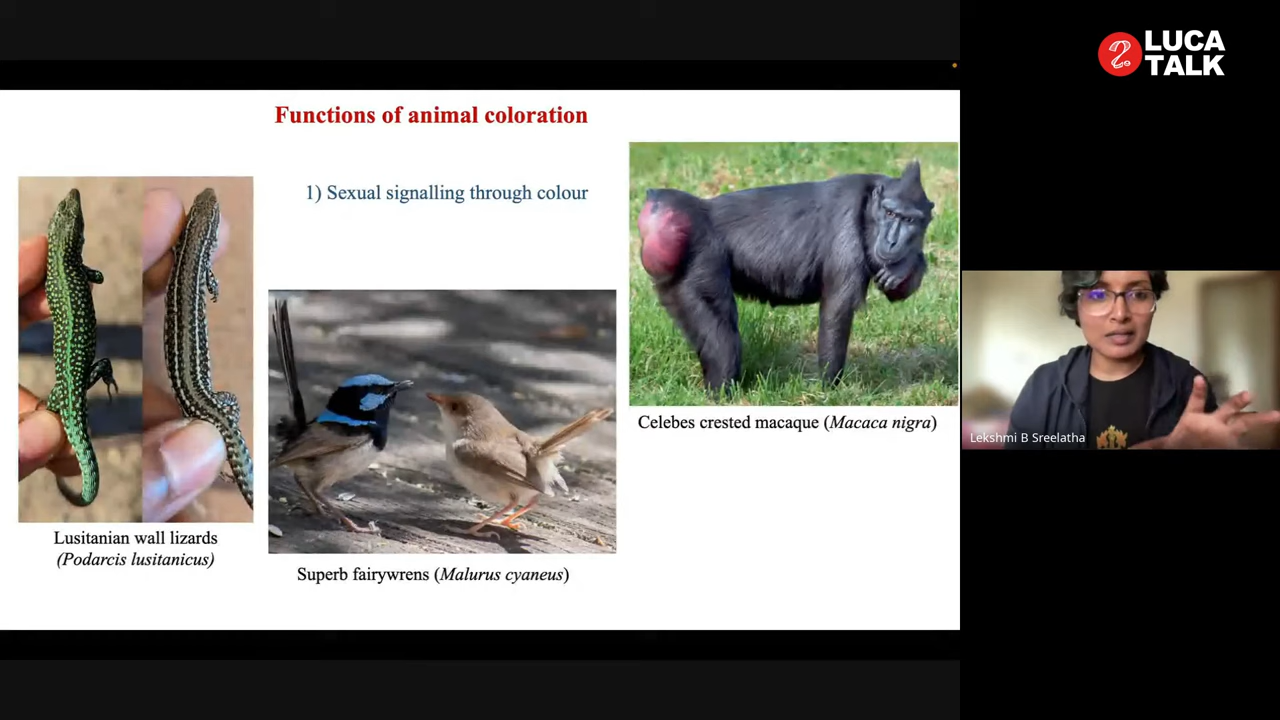 LUCA
TALK
Functions of animal coloration
1) Sexual signalling through colour
Celebes crested macaque (Macaca nigra)
Lekshmi B Sreelatha
Lusitanian wall lizards
(Podarcis lusitanicus)
Superb fairywrens (Malurus cyaneus)